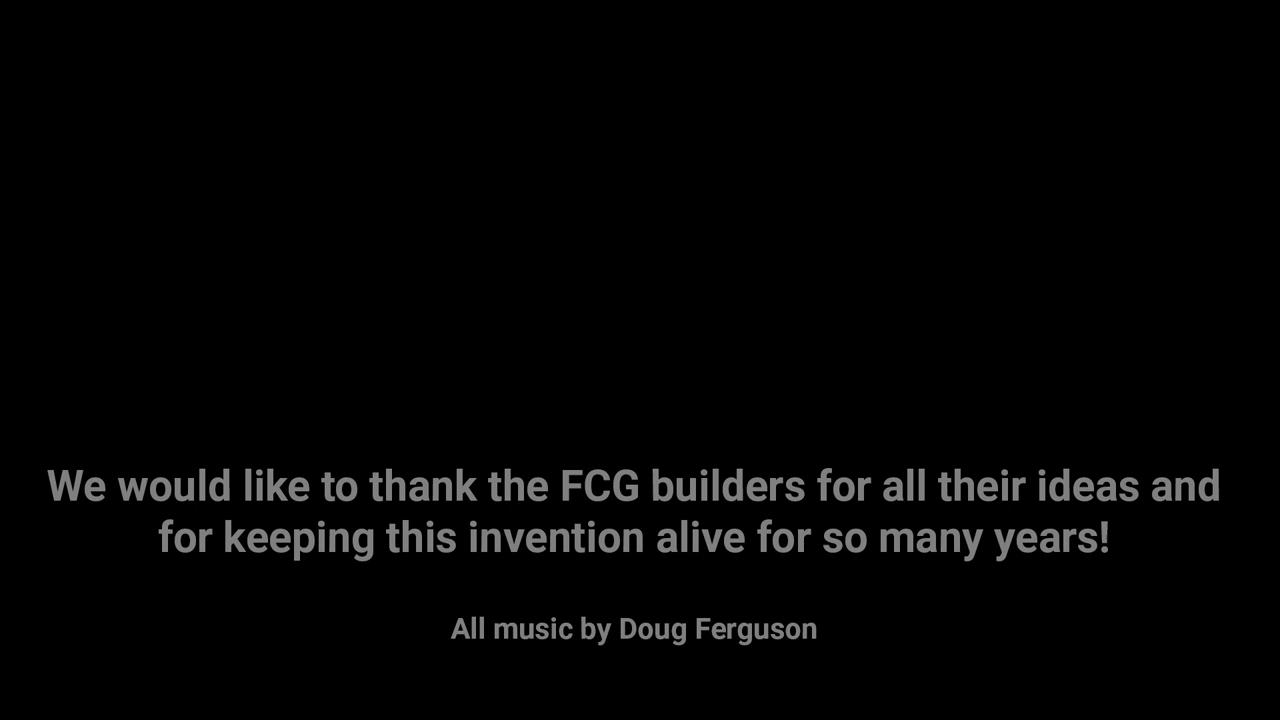 We would like to thank the FCG builders for all their ideas and
for keeping this invention alive for so many years!
All music by Doug Ferguson